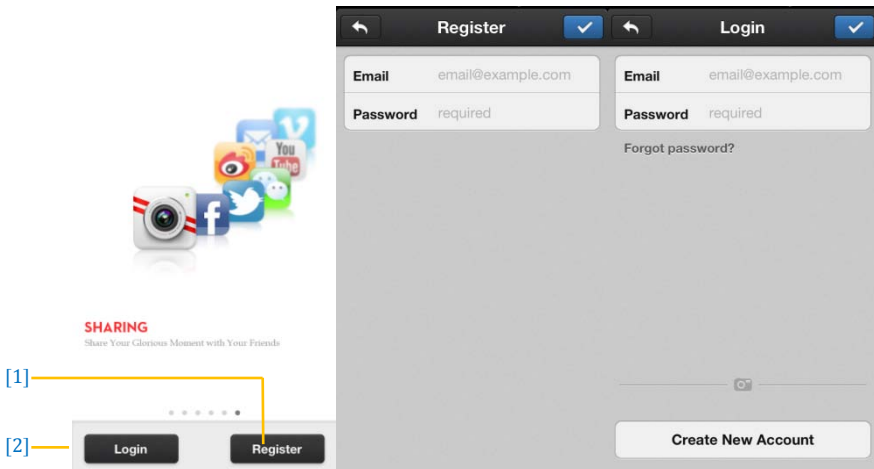 You
Tube
f
SHARING
Share Your Glorious Moment with Your Friends
[1]
[2]
Login
Register
Register
Email email@example.com
Password required
Login
Email email@example.com
Password required
Forgot password?
Create New Account